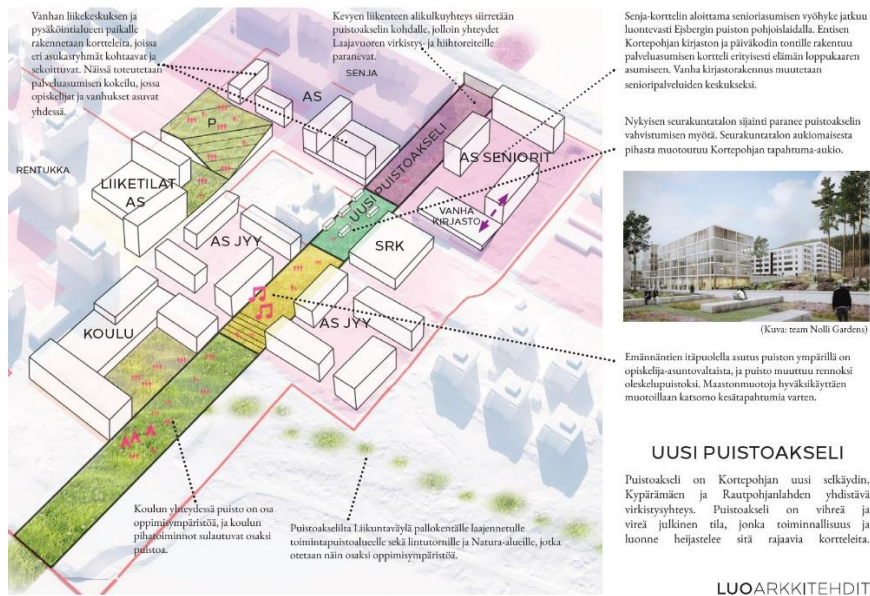 Vanhan liikekeskuksen ja
pysäköintialueen paikalle
rakennetaan kortteleita, joissa
eri asukasryhmät kohtaavat ja
sekoittuvat. Näissä toteutetaan
palveluasumisen kokeilu, jossa
opiskelijat ja vanhukset asuvat
yhdessä.
Kevyen liikenteen alikulkuyhteys siirretään
puistoakselin kohdalle, jolloin yhteydet
Laajavuoren virkistys- ja hiihtoreiteille
paranevat.
Senja-korttelin aloittama senioriasumisen vyöhyke jatkuu
luontevasti Ejsbergin puiston pohjoislaidalla. Entisen
Kortepohjan kirjaston ja päiväkodin tontille rakentuu
palveluasumisen kortteli erityisesti elämän loppukaaren
asumiseen. Vanha kirjastorakennus muutetaan
senioripalveluiden keskukseksi.
Nykyisen seurakuntatalon sijainti paranee puistoakselin
vahvistumisen myötä. Seurakuntatalon aukiomaisesta
pihasta muotoutuu Kortepohjan tapahtuma-aukio.
SENJA
AS
P
RENTUKKA
LIIKETILAT
AS
UUSI PUISTOAKSELI
AS SENIORIT
VANHA
KIRJASTO
SRK
AS JYY
AS JYY
KOULU
(Kuva: team Nolli Gardens)
Emännäntien itäpuolella asutus puiston ympärillä on
opiskelija-asuntovaltaista, ja puisto muuttuu rennoksi
oleskelupuistoksi. Maastonmuotoja hyväksikäyttäen
muotoillaan katsomo kesätapahtumia varten.
Koulun yhteydessä puisto on osa
oppimisympäristöä, ja koulun
pihatoiminnot sulautuvat osaksi
puistoa.
Puistoakselilta Liikuntaväylä pallokentälle laajennetulle
toimintapuistoalueelle sekä lintutornille ja Natura-alueille, jotka
otetaan näin osaksi oppimisympäristöä.
UUSI PUISTOAKSELI
Puistoakseli on Kortepohjan uusi selkäydin,
Kypärämäen ja Rautpohjanlahden yhdistävä
virkistysyhteys. Puistoakseli on vihreä ja
vireä julkinen tila, jonka toiminnallisuus ja
luonne heijastelee sitä rajaavia kortteleita.
LUOARKKITEHDIT